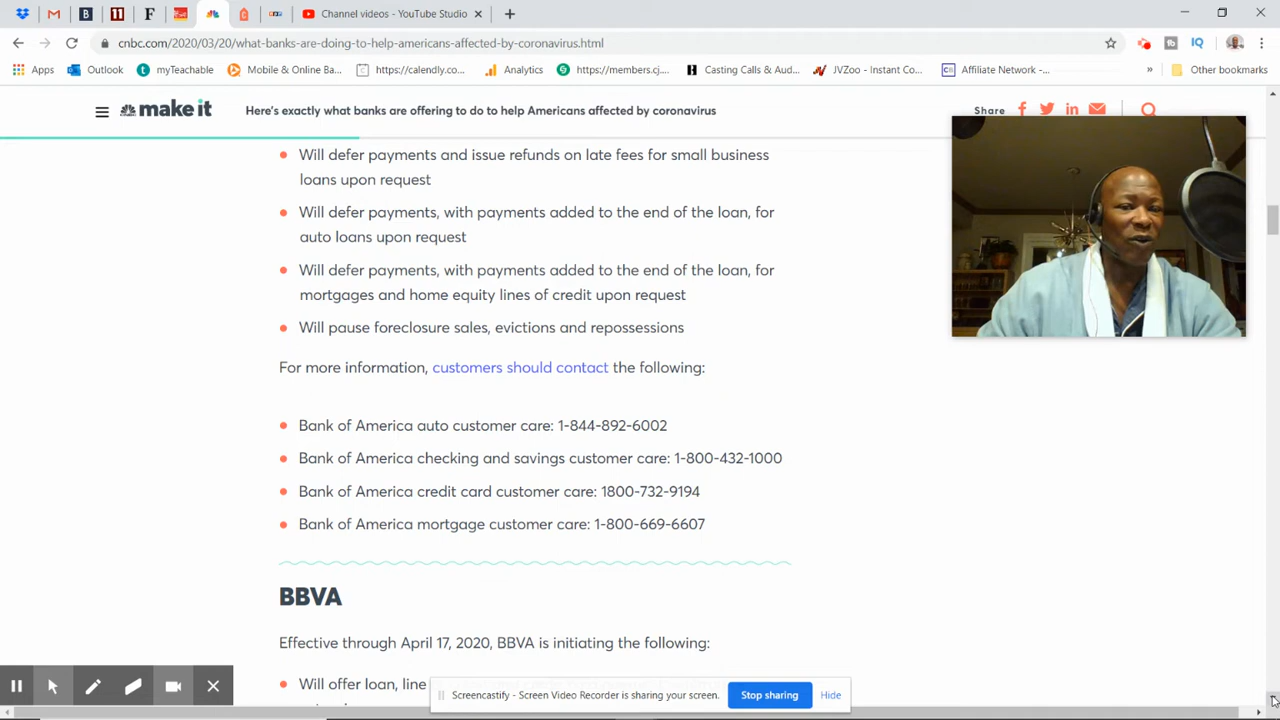 Channel videos - YouTube Studio
cnbc.com/2020/03/20/what-banks-are-doing-to-help-americans-affected-by-coronavirus.html
Apps
Outlook
myTeachable
Mobile & Online Ba...
https://calendly.co...
Analytics
https://members.cj...
Casting Calls & Aud...
JVZoo - Instant Co...
Affiliate Network -...
»
Other bookmarks
make it
Here's exactly what banks are offering to do to help Americans affected by coronavirus
Share
Will defer payments and issue refunds on late fees for small business
loans upon request
Will defer payments, with payments added to the end of the loan, for
auto loans upon request
Will defer payments, with payments added to the end of the loan, for
mortgages and home equity lines of credit upon request
Will pause foreclosure sales, evictions and repossessions
For more information, customers should contact the following:
Bank of America auto customer care: 1-844-892-6002
Bank of America checking and savings customer care: 1-800-432-1000
Bank of America credit card customer care: 1800-732-9194
Bank of America mortgage customer care: 1-800-669-6607
BBVA
Effective through April 17, 2020, BBVA is initiating the following:
Will offer loan, line
Screencastify - Screen Video Recorder is sharing your screen.
Stop sharing
Hide